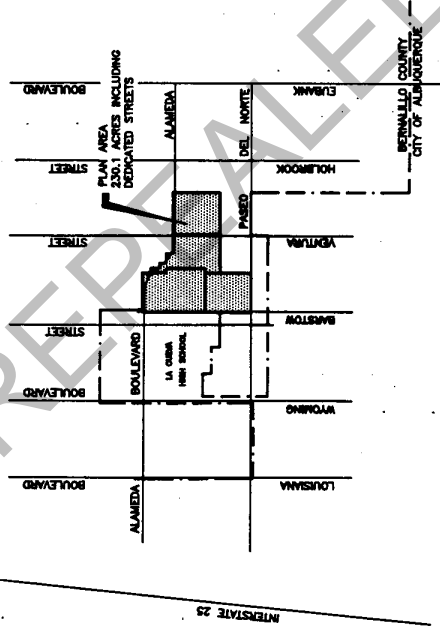 REPEALED
BOULEVARD
PLAN AREA
230.1 ACRES INCLUDING
DEDICATED STREETS
ALAMEDA
EUBANK
DEL NORTE
BERNALILLO COUNTY
CITY OF ALBUQUERQUE
STREET
HOLBROOK
STREET
VENTURA
PASEO
STREET
BARSTOW
BOULEVARD
LA CUEVA
HIGH SCHOOL
BOULEVARD
WYOMING
BOULEVARD
LOUISIANA
ALAMEDA
INTERSTATE 25